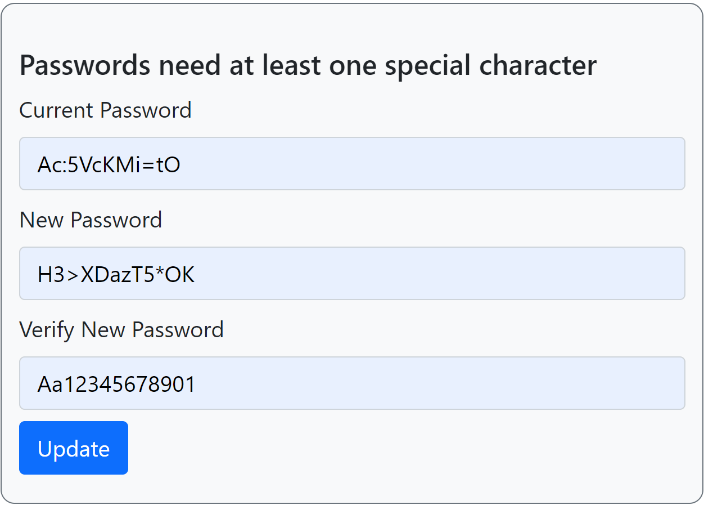 Passwords need at least one special character
Current Password
Ac:5VcKMi=tO
New Password
H3>XDazT5*OK
Verify New Password
Aa12345678901
Update